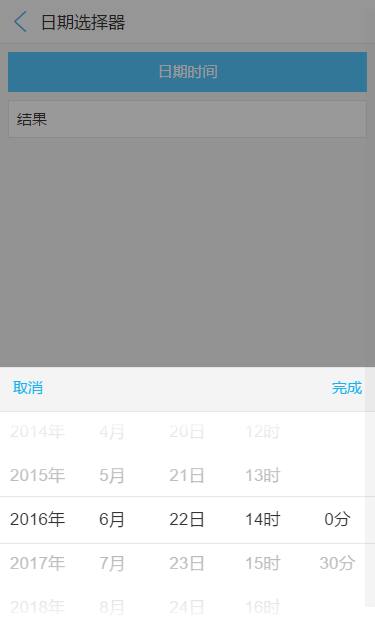 日期选择器
日期时间
结果
取消 完成
2014年 4月 20日 12时
2015年 5月 21日 13时
2016年 6月 22日 14时 0分
2017年 7月 23日 15时 30分
2018年 8月 24日 16时